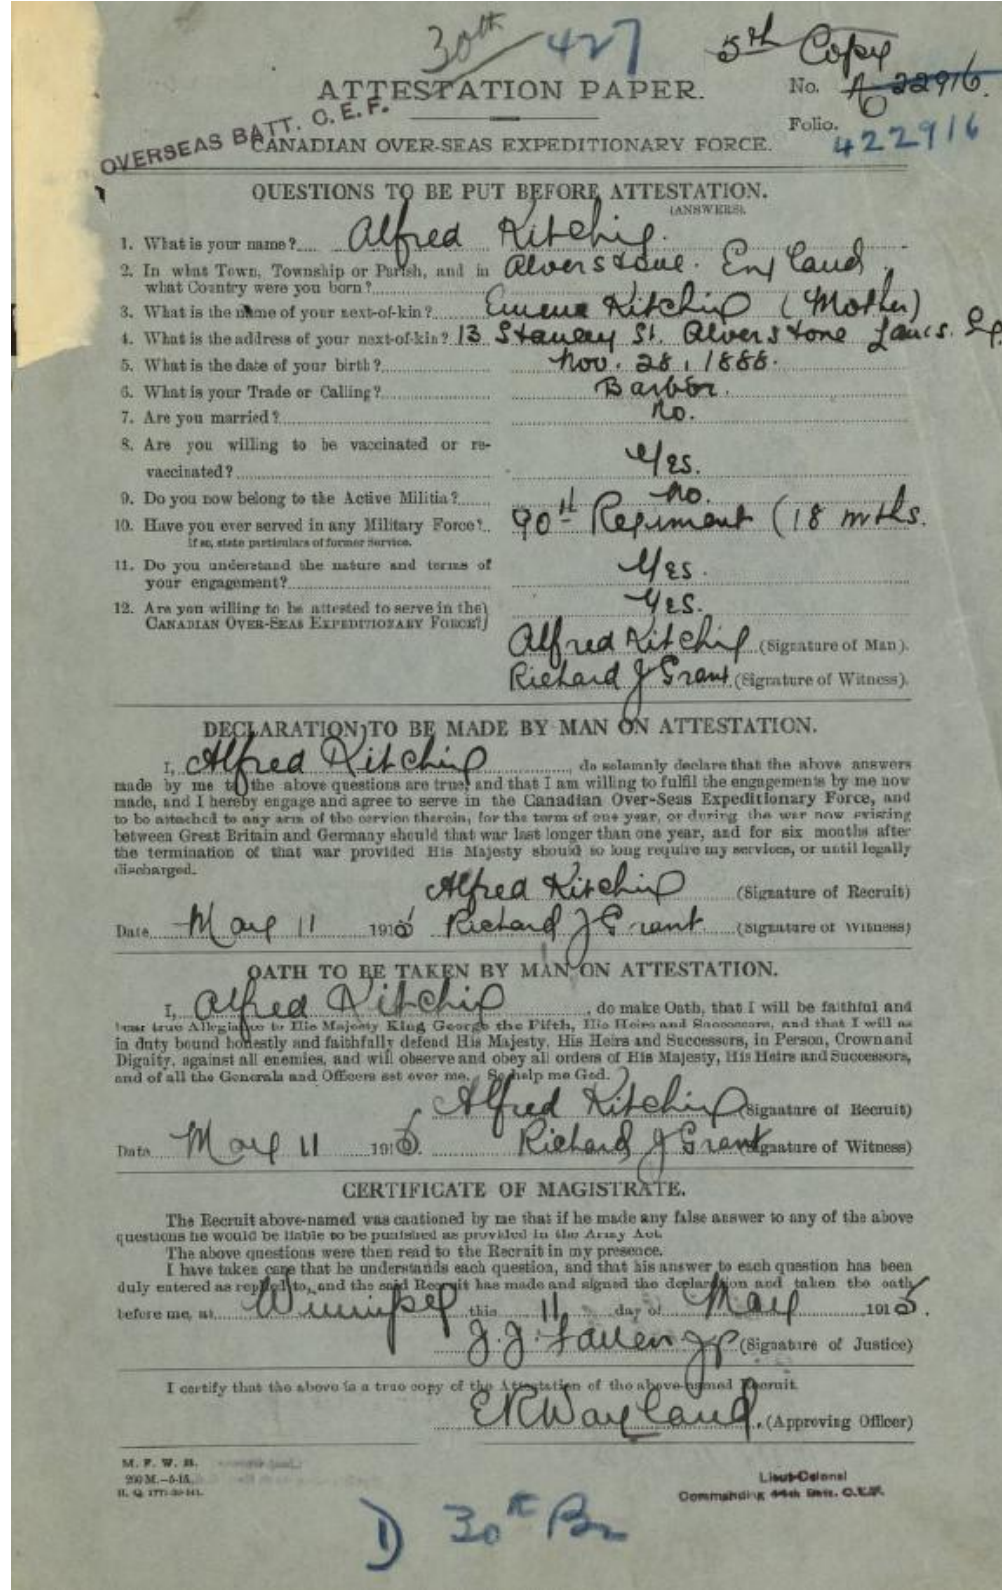 30th 427 5th Copy
ATTESTATION PAPER. No. A 22916.
Folio.
OVERSEAS BATT. C.E.F.
CANADIAN OVER-SEAS EXPEDITIONARY FORCE. 422916
QUESTIONS TO BE PUT BEFORE ATTESTATION.
(ANSWERS).
1. What is your name? Alfred Kitchin.
2. In what Town, Township or Parish, and in Alverstone. England.
what Country were you born?
3. What is the name of your next-of-kin? Kitchin (Mother)
4. What is the address of your next-of-kin? 13 Stanley St. Alverstone Lancs.
5. What is the date of your birth? Nov. 28, 1888.
6. What is your Trade or Calling? Barber.
7. Are you married? No.
8. Are you willing to be vaccinated or re-
vaccinated? Yes.
9. Do you now belong to the Active Militia? No.
10. Have you ever served in any Military Force? 90th Regiment (18 mths.
If so, state particulars of former Service.
11. Do you understand the nature and terms of
your engagement? Yes.
12. Are you willing to be attested to serve in the Yes.
CANADIAN OVER-SEAS EXPEDITIONARY FORCE?
Alfred Kitchin (Signature of Man).
Richard J Grant (Signature of Witness).
DECLARATION TO BE MADE BY MAN ON ATTESTATION.
I, Alfred Kitchin, do solemnly declare that the above answers
made by me to the above questions are true, and that I am willing to fulfil the engagements by me now
made, and I hereby engage and agree to serve in the Canadian Over-Seas Expeditionary Force, and
to be attached to any arm of the service therein, for the term of one year, or during the war now existing
between Great Britain and Germany should that war last longer than one year, and for six months after
the termination of that war provided His Majesty should so long require my services, or until legally
discharged.
Alfred Kitchin (Signature of Recruit)
Date May 11 1915 Richard J Grant (Signature of Witness)
OATH TO BE TAKEN BY MAN ON ATTESTATION.
I, Alfred Kitchin, do make Oath, that I will be faithful and
bear true Allegiance to His Majesty King George the Fifth, His Heirs and Successors, and that I will as
in duty bound honestly and faithfully defend His Majesty, His Heirs and Successors, in Person, Crown and
Dignity, against all enemies, and will observe and obey all orders of His Majesty, His Heirs and Successors,
and of all the Generals and Officers set over me. So help me God.
Alfred Kitchin (Signature of Recruit)
Date May 11 1915. Richard J Grant (Signature of Witness)
CERTIFICATE OF MAGISTRATE.
The Recruit above-named was cautioned by me that if he made any false answer to any of the above
questions he would be liable to be punished as provided in the Army Act.
The above questions were then read to the Recruit in my presence.
I have taken care that he understands each question, and that his answer to each question has been
duly entered as replied to, and the said Recruit has made and signed the declaration and taken the oath
before me, at Winnipeg this 11 day of May 1915.
(Signature of Justice)
I certify that the above is a true copy of the Attestation of the above-named Recruit.
ERWayland. (Approving Officer)
M. F. W. 23.
200 M.-5-15.
Lieut-Colonel
Commanding 44th Batt. C.E.F.
D 30th Bn